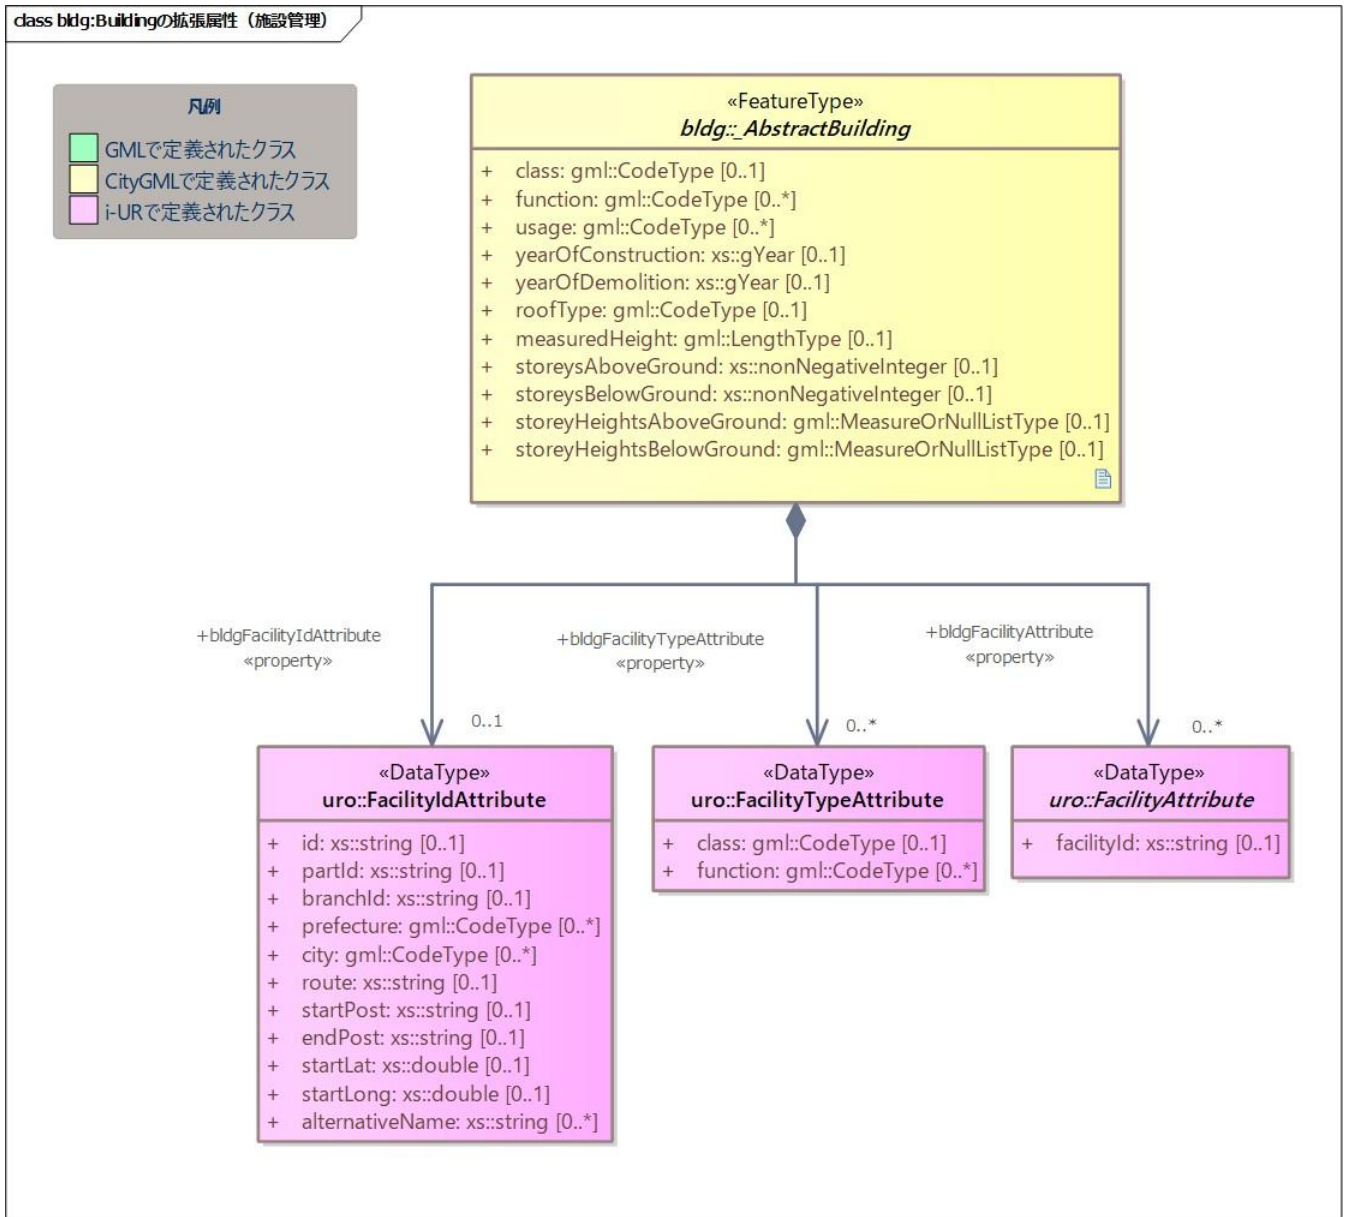 class bldg:Buildingの拡張属性（施設管理）
凡例
GMLで定義されたクラス
CityGMLで定義されたクラス
i-URで定義されたクラス
«FeatureType»
bldg::_AbstractBuilding
+ class: gml::CodeType [0..1]
+ function: gml::CodeType [0..*]
+ usage: gml::CodeType [0..*]
+ yearOfConstruction: xs::gYear [0..1]
+ yearOfDemolition: xs::gYear [0..1]
+ roofType: gml::CodeType [0..1]
+ measuredHeight: gml::LengthType [0..1]
+ storeysAboveGround: xs::nonNegativeInteger [0..1]
+ storeysBelowGround: xs::nonNegativeInteger [0..1]
+ storeyHeightsAboveGround: gml::MeasureOrNullListType [0..1]
+ storeyHeightsBelowGround: gml::MeasureOrNullListType [0..1]
+bldgFacilityIdAttribute
«property»
0..1
+bldgFacilityTypeAttribute
«property»
0..*
+bldgFacilityAttribute
«property»
0..*
«DataType»
uro::FacilityIdAttribute
+ id: xs::string [0..1]
+ partId: xs::string [0..1]
+ branchId: xs::string [0..1]
+ prefecture: gml::CodeType [0..*]
+ city: gml::CodeType [0..*]
+ route: xs::string [0..1]
+ startPost: xs::string [0..1]
+ endPost: xs::string [0..1]
+ startLat: xs::double [0..1]
+ startLong: xs::double [0..1]
+ alternativeName: xs::string [0..*]
«DataType»
uro::FacilityTypeAttribute
+ class: gml::CodeType [0..1]
+ function: gml::CodeType [0..*]
«DataType»
uro::FacilityAttribute
+ facilityId: xs::string [0..1]